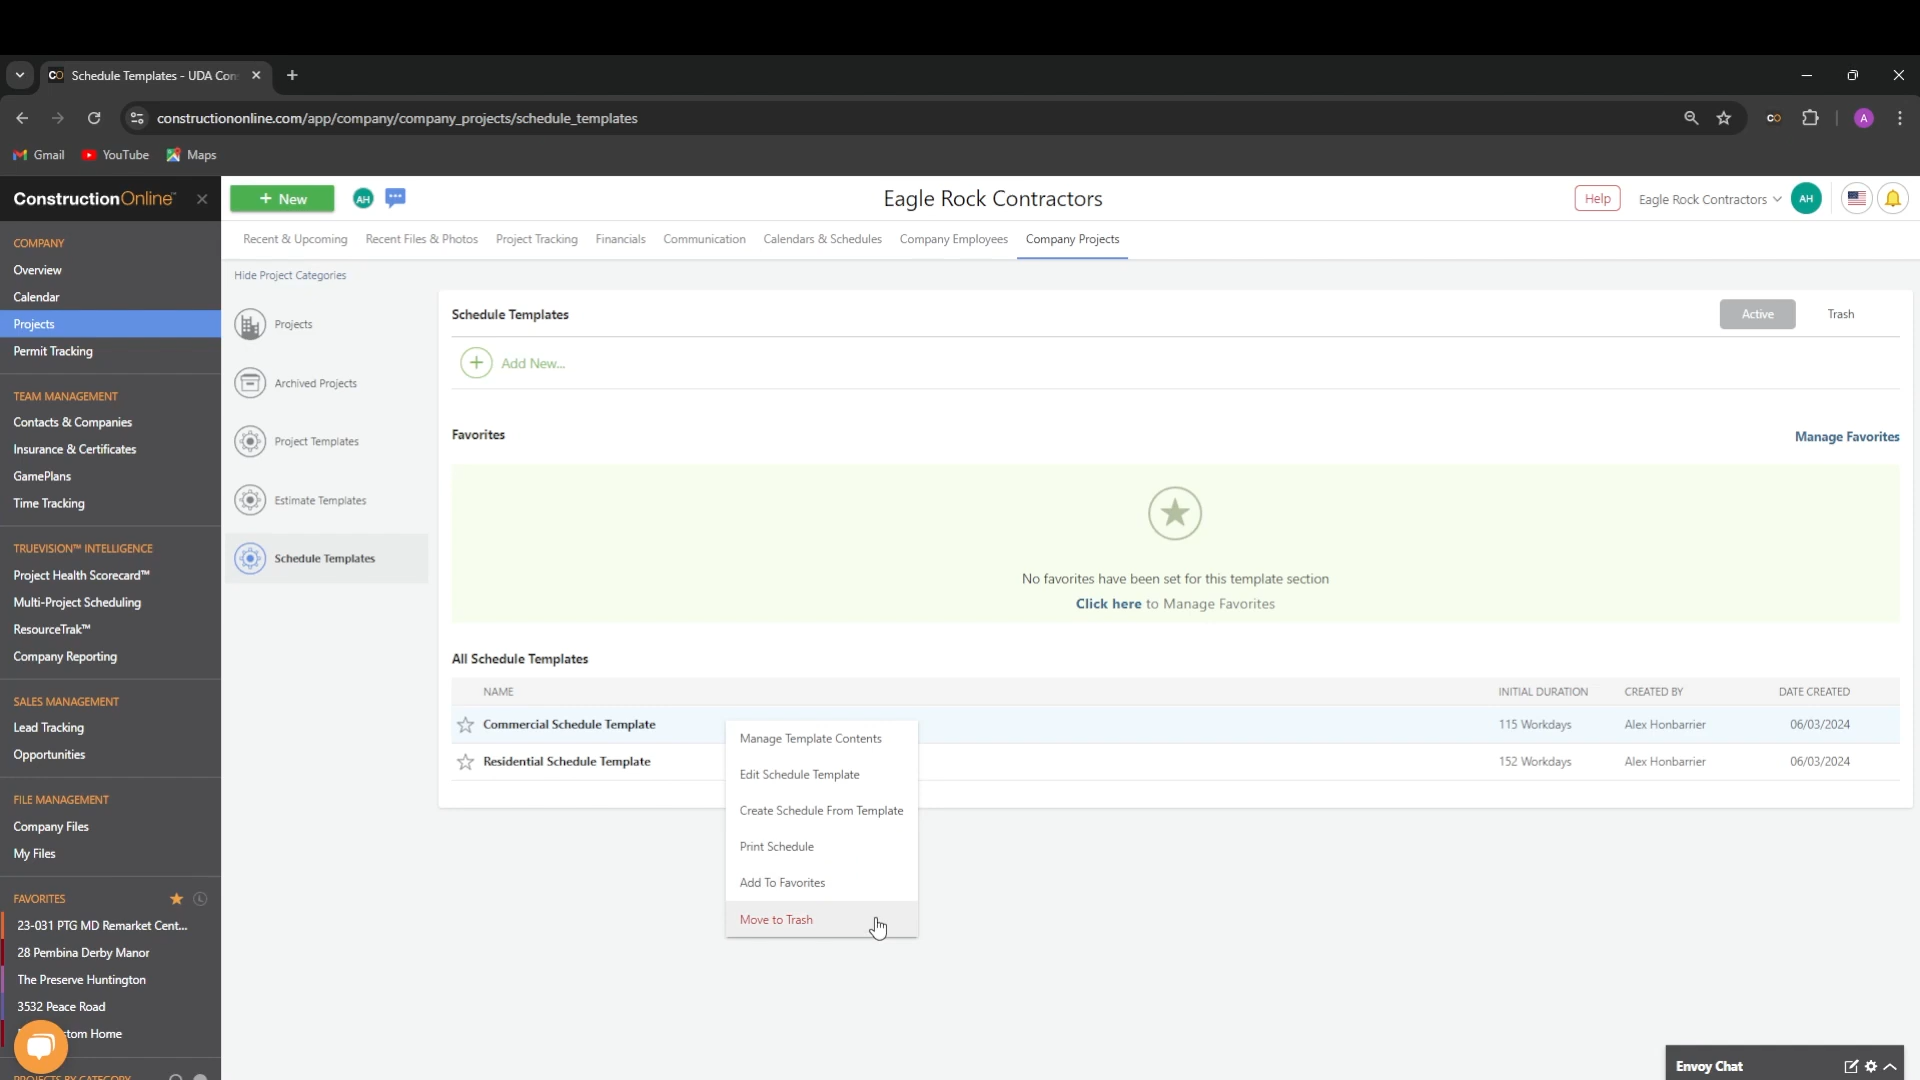 CO Schedule Templates - UDA Con
constructiononline.com/app/company/company_projects/schedule_templates
CO
A
Gmail
YouTube
Maps
ConstructionOnline™
New
AH
Eagle Rock Contractors
Help
Eagle Rock Contractors
AH
COMPANY
Overview
Calendar
Projects
Permit Tracking
TEAM MANAGEMENT
Contacts & Companies
Insurance & Certificates
GamePlans
Time Tracking
TRUEVISION™ INTELLIGENCE
Project Health Scorecard™
Multi-Project Scheduling
ResourceTrak™
Company Reporting
SALES MANAGEMENT
Lead Tracking
Opportunities
FILE MANAGEMENT
Company Files
My Files
FAVORITES
23-031 PTG MD Remarket Cent...
28 Pembina Derby Manor
The Preserve Huntington
3532 Peace Road
tom Home
PROJECTS BY CATEGORY
Recent & Upcoming
Recent Files & Photos
Project Tracking
Financials
Communication
Calendars & Schedules
Company Employees
Company Projects
Hide Project Categories
Projects
Archived Projects
Project Templates
Estimate Templates
Schedule Templates
Schedule Templates
Active
Trash
Add New...
Favorites
Manage Favorites
No favorites have been set for this template section
Click here to Manage Favorites
All Schedule Templates
NAME INITIAL DURATION CREATED BY DATE CREATED
Commercial Schedule Template 115 Workdays Alex Honbarrier 06/03/2024
Residential Schedule Template 152 Workdays Alex Honbarrier 06/03/2024
Manage Template Contents
Edit Schedule Template
Create Schedule From Template
Print Schedule
Add To Favorites
Move to Trash
Envoy Chat